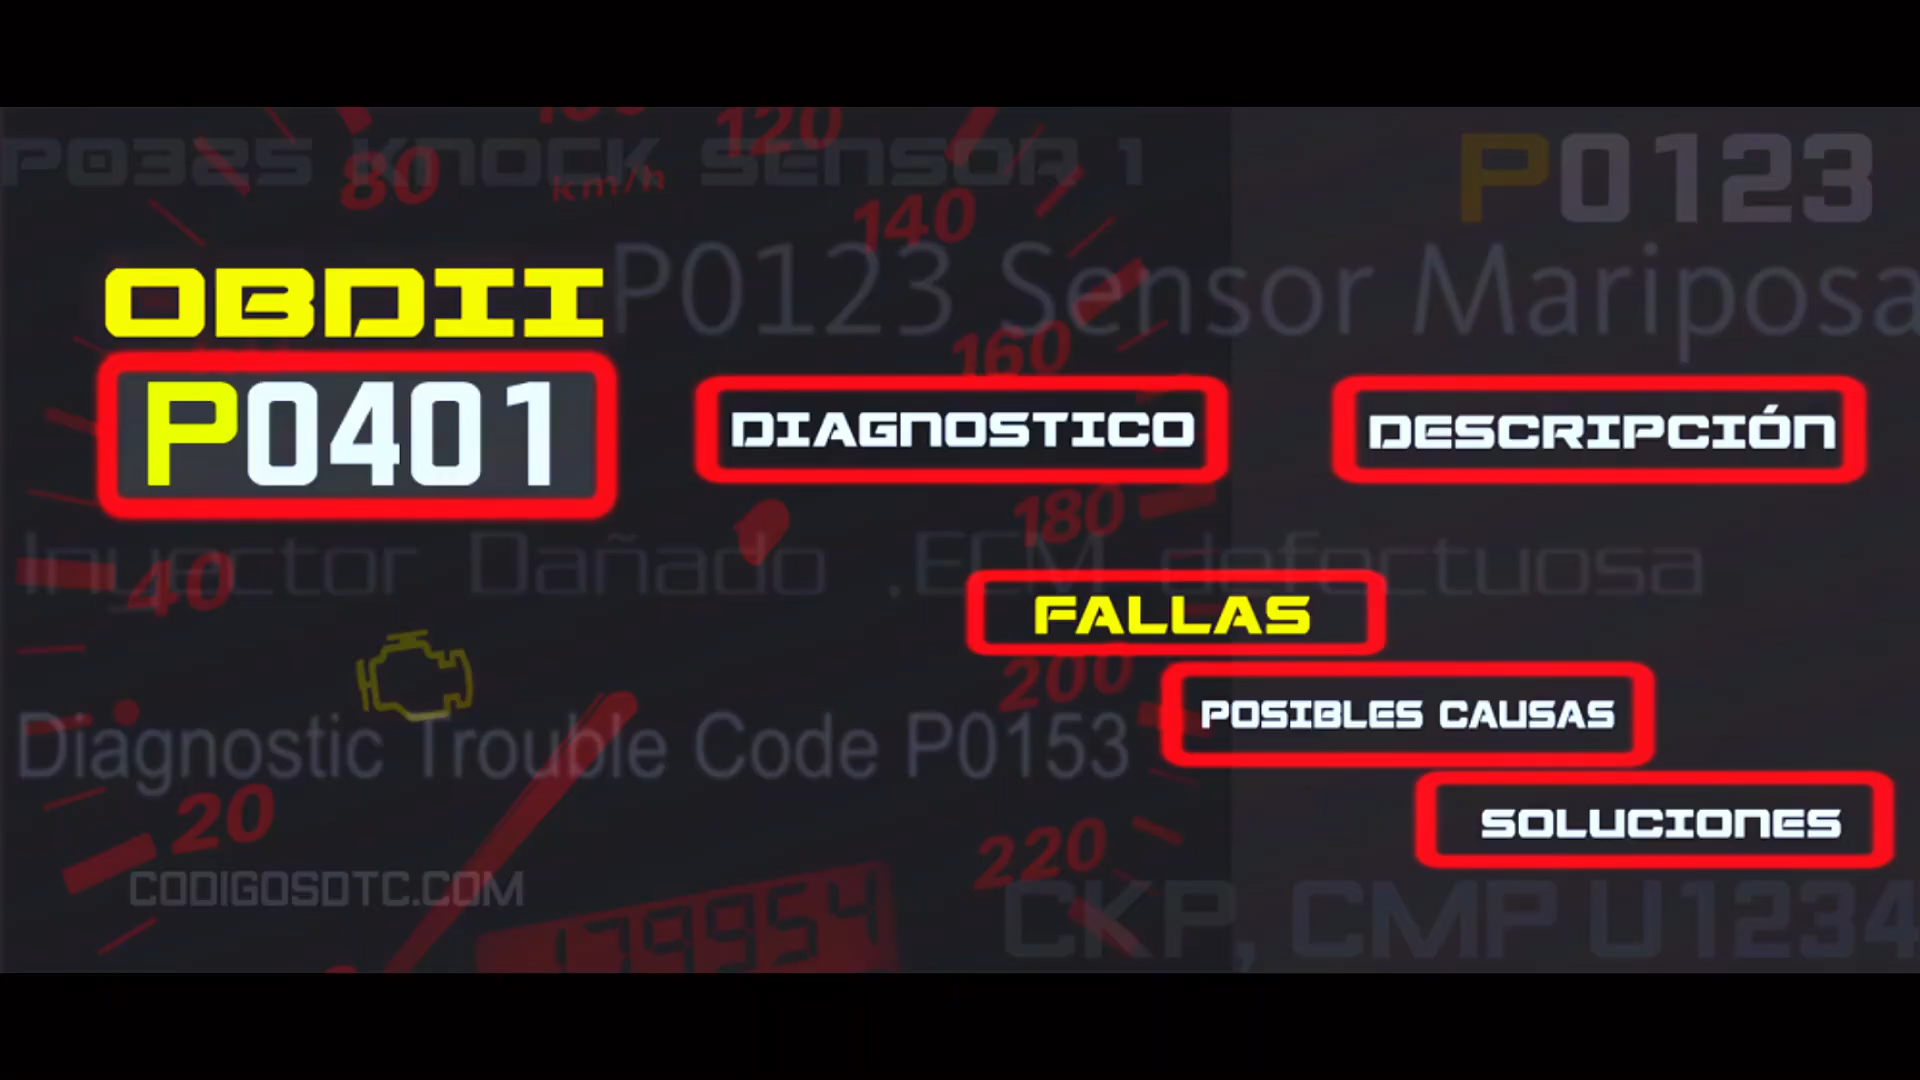 120
P0325 KNOCK SENSOR 1
P0123
80
km/h
140
P0123 Sensor Mariposa
OBDII
160
P0401
DIAGNOSTICO
DESCRIPCIÓN
180
Inyector Dañado .ECM defectuosa
40
FALLAS
200
POSIBLES CAUSAS
Diagnostic Trouble Code P0153
20
SOLUCIONES
220
CODIGOSDTC.COM
179954
CKP, CMP U1234